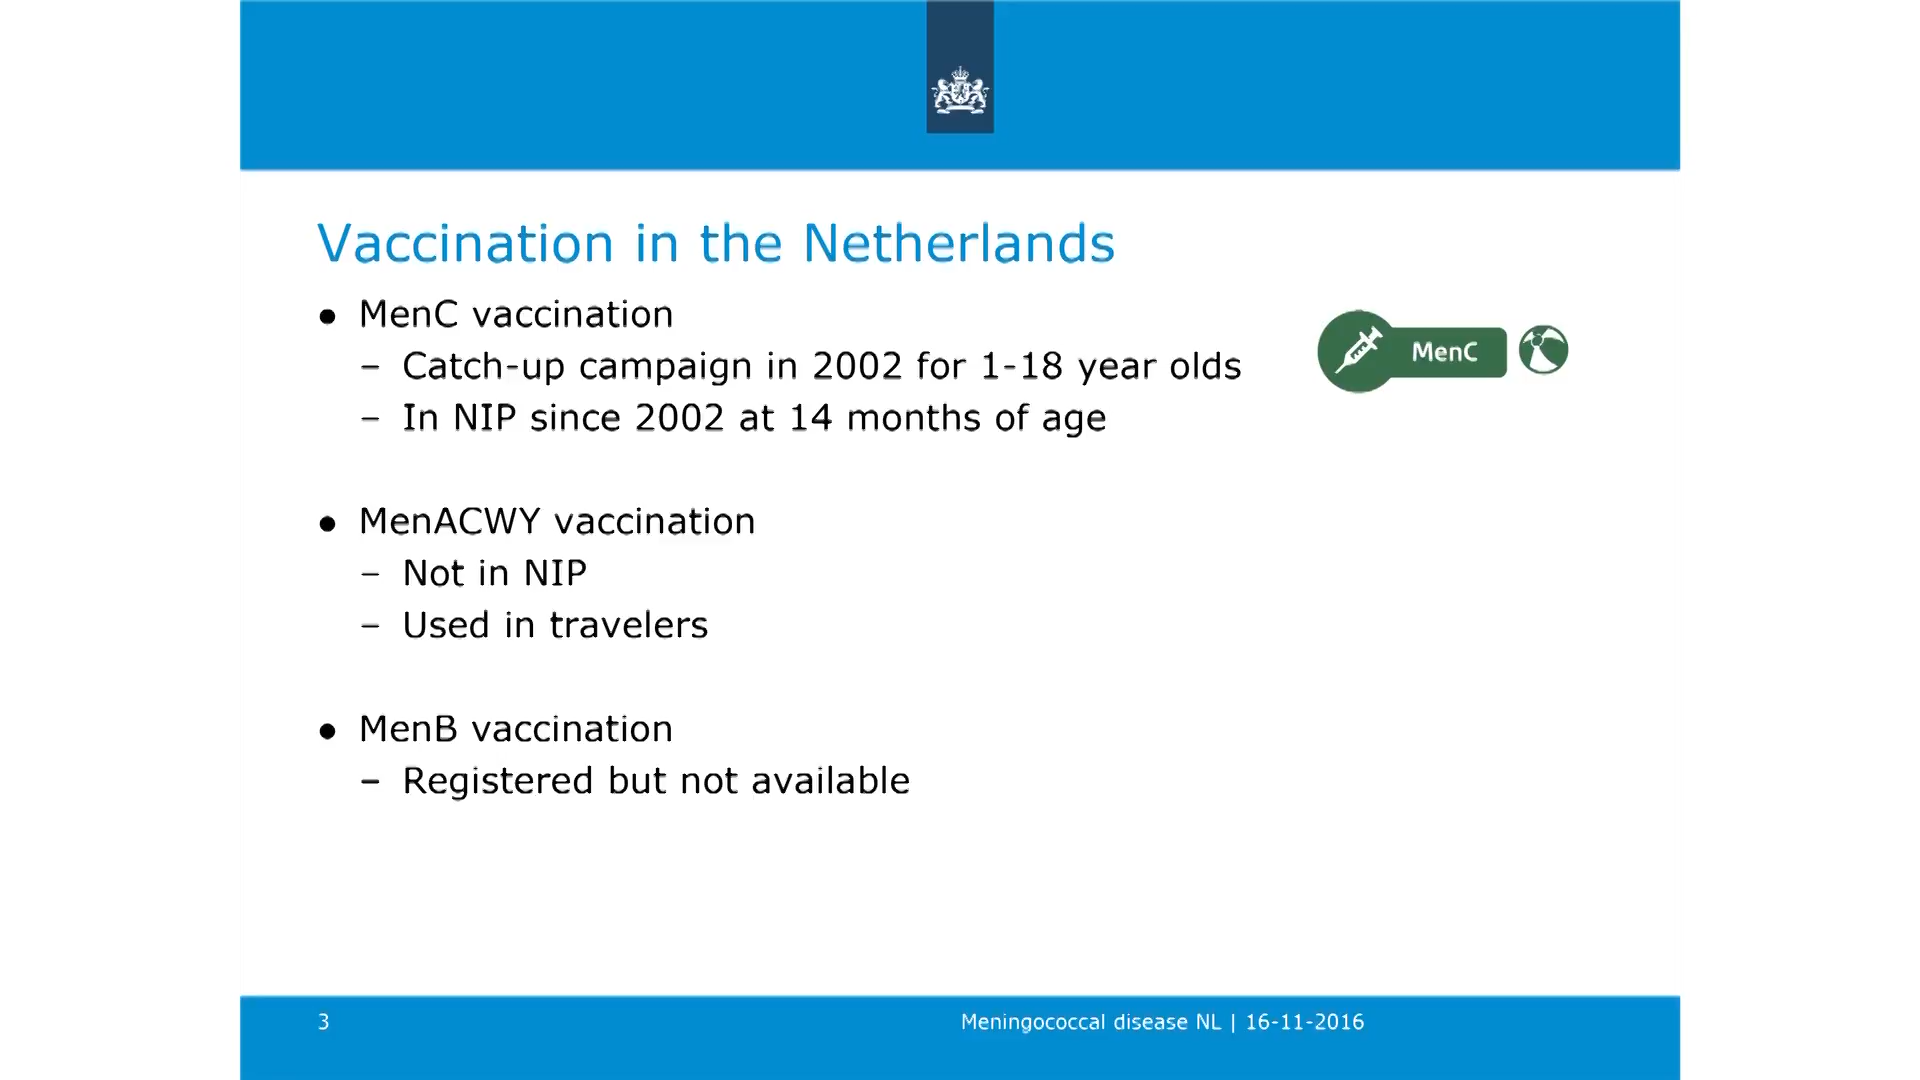 Vaccination in the Netherlands
● MenC vaccination
– Catch-up campaign in 2002 for 1-18 year olds
– In NIP since 2002 at 14 months of age
MenC
● MenACWY vaccination
– Not in NIP
– Used in travelers
● MenB vaccination
– Registered but not available
3
Meningococcal disease NL | 16-11-2016